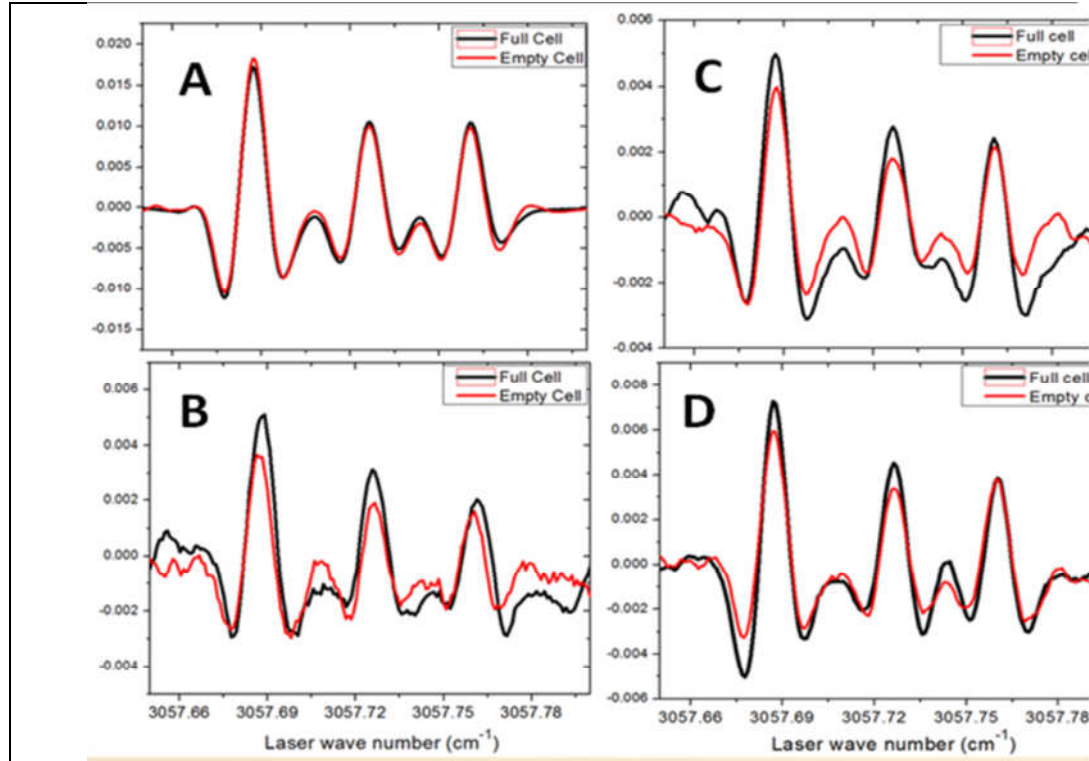 A
Full Cell
Empty Cell
0.020
0.015
0.010
0.005
0.000
-0.005
-0.010
-0.015
C
Full cell
Empty cel
0.006
0.004
0.002
0.000
-0.002
-0.004
B
Full Cell
Empty Cell
0.006
0.004
0.002
0.000
-0.002
-0.004
3057.66 3057.69 3057.72 3057.75 3057.78
Laser wave number (cm⁻¹)
D
Full cell
Empty c
0.008
0.006
0.004
0.002
0.000
-0.002
-0.004
-0.006
3057.66 3057.69 3057.72 3057.75 3057.78
Laser wave number (cm⁻¹)